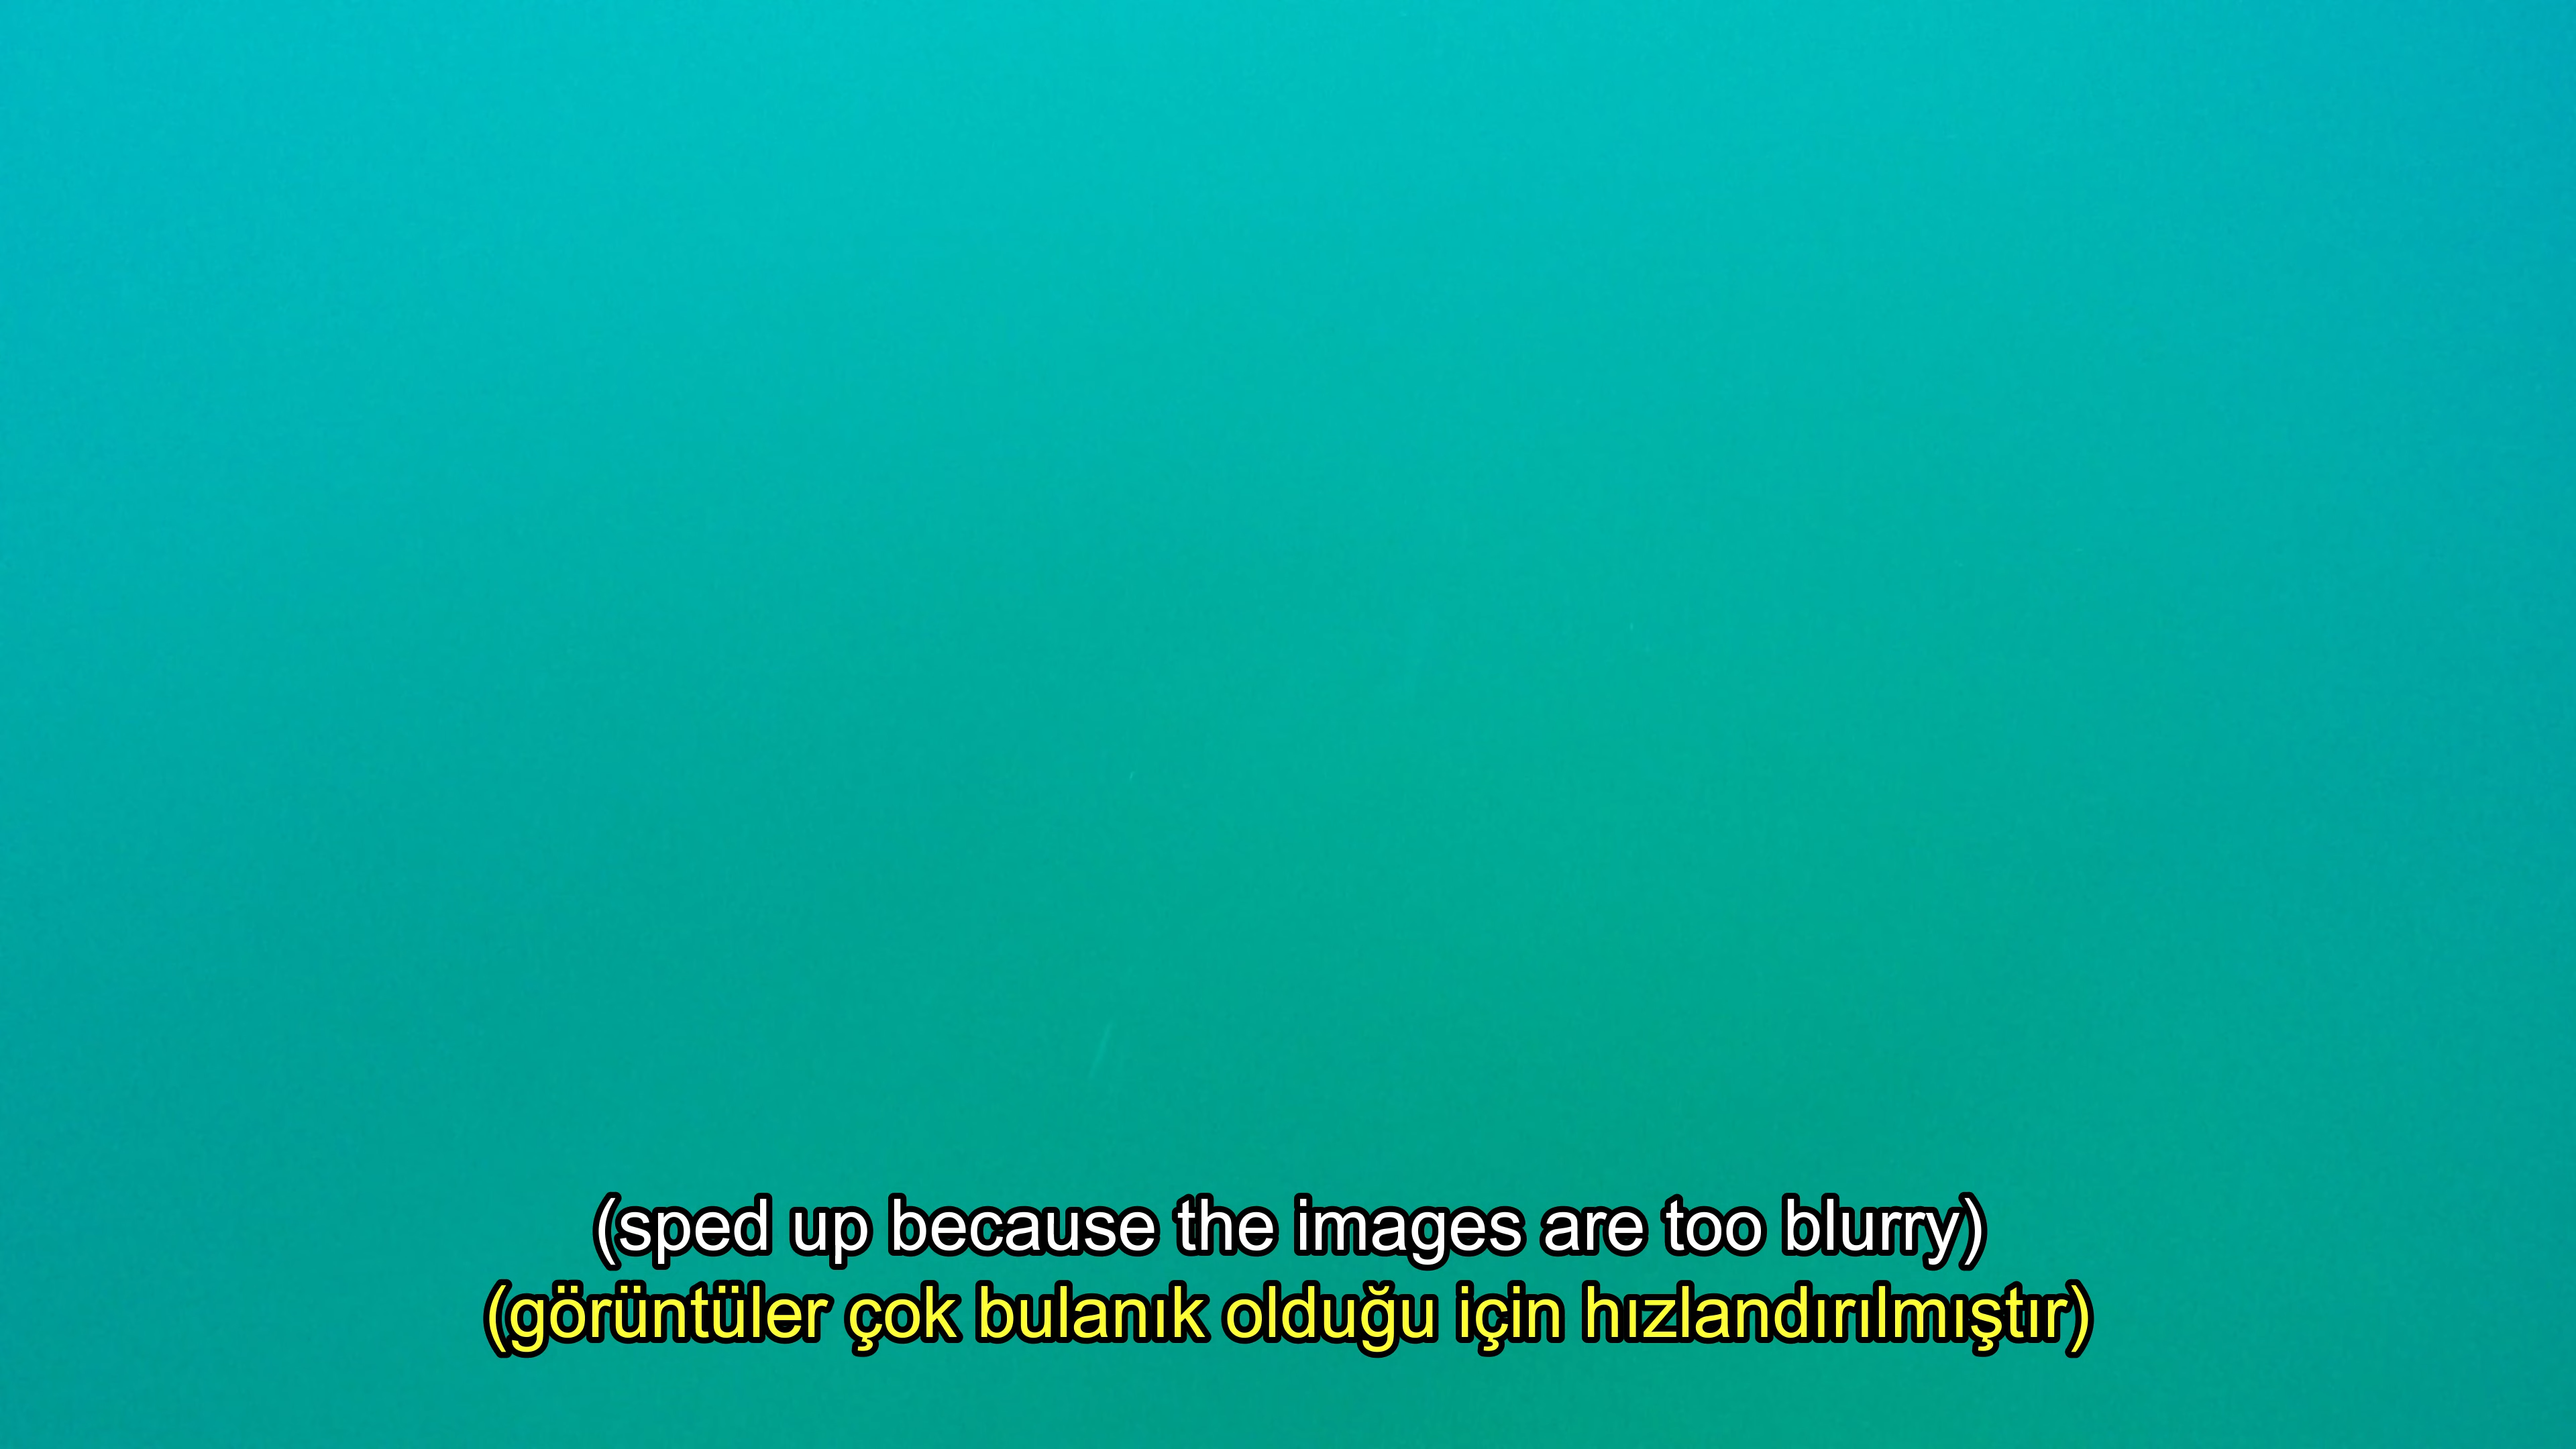 (sped up because the images are too blurry)
(görüntüler çok bulanık olduğu için hızlandırılmıştır)